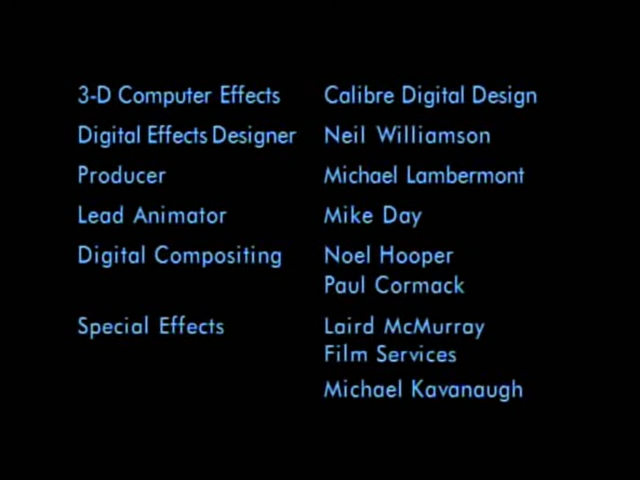 3-D Computer Effects Calibre Digital Design
Digital Effects Designer Neil Williamson
Producer Michael Lambermont
Lead Animator Mike Day
Digital Compositing Noel Hooper
Paul Cormack
Special Effects Laird McMurray
Film Services
Michael Kavanaugh